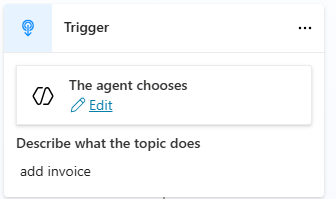 Trigger
The agent chooses
Edit
Describe what the topic does
add invoice